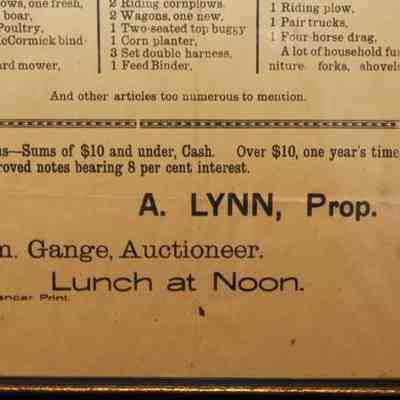 ows, one fresh,
boar,
Poultry,
McCormick bind-
ard mower,
2 Riding cornplows.
2 Wagons, one new,
1 Two-seated top buggy
1 Corn planter,
3 Set double harness,
1 Feed Binder,
1 Riding plow,
1 Pair trucks,
1 Four-horse drag,
A lot of household fur
niture forks, shovels
And other articles too numerous to mention.
ns—Sums of $10 and under, Cash. Over $10, one year's time
roved notes bearing 8 per cent interest.
A. LYNN, Prop.
m. Gange, Auctioneer.
Lunch at Noon.
ancer Print